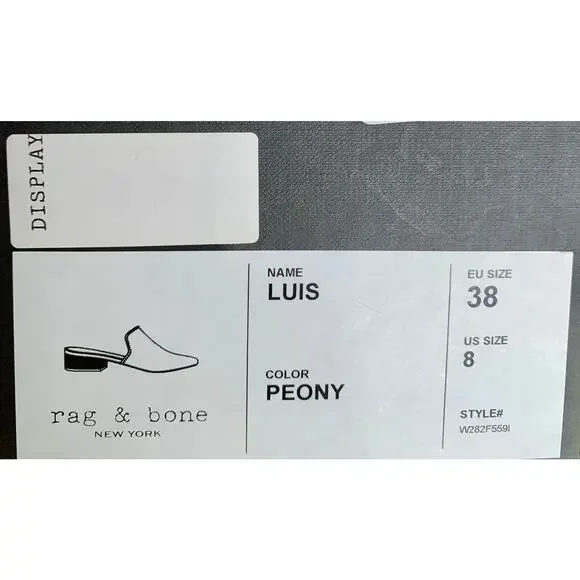 DISPLAY
NAME
LUIS
COLOR
PEONY
EU SIZE
38
US SIZE
8
STYLE#
W282F559I
rag & bone
NEW YORK